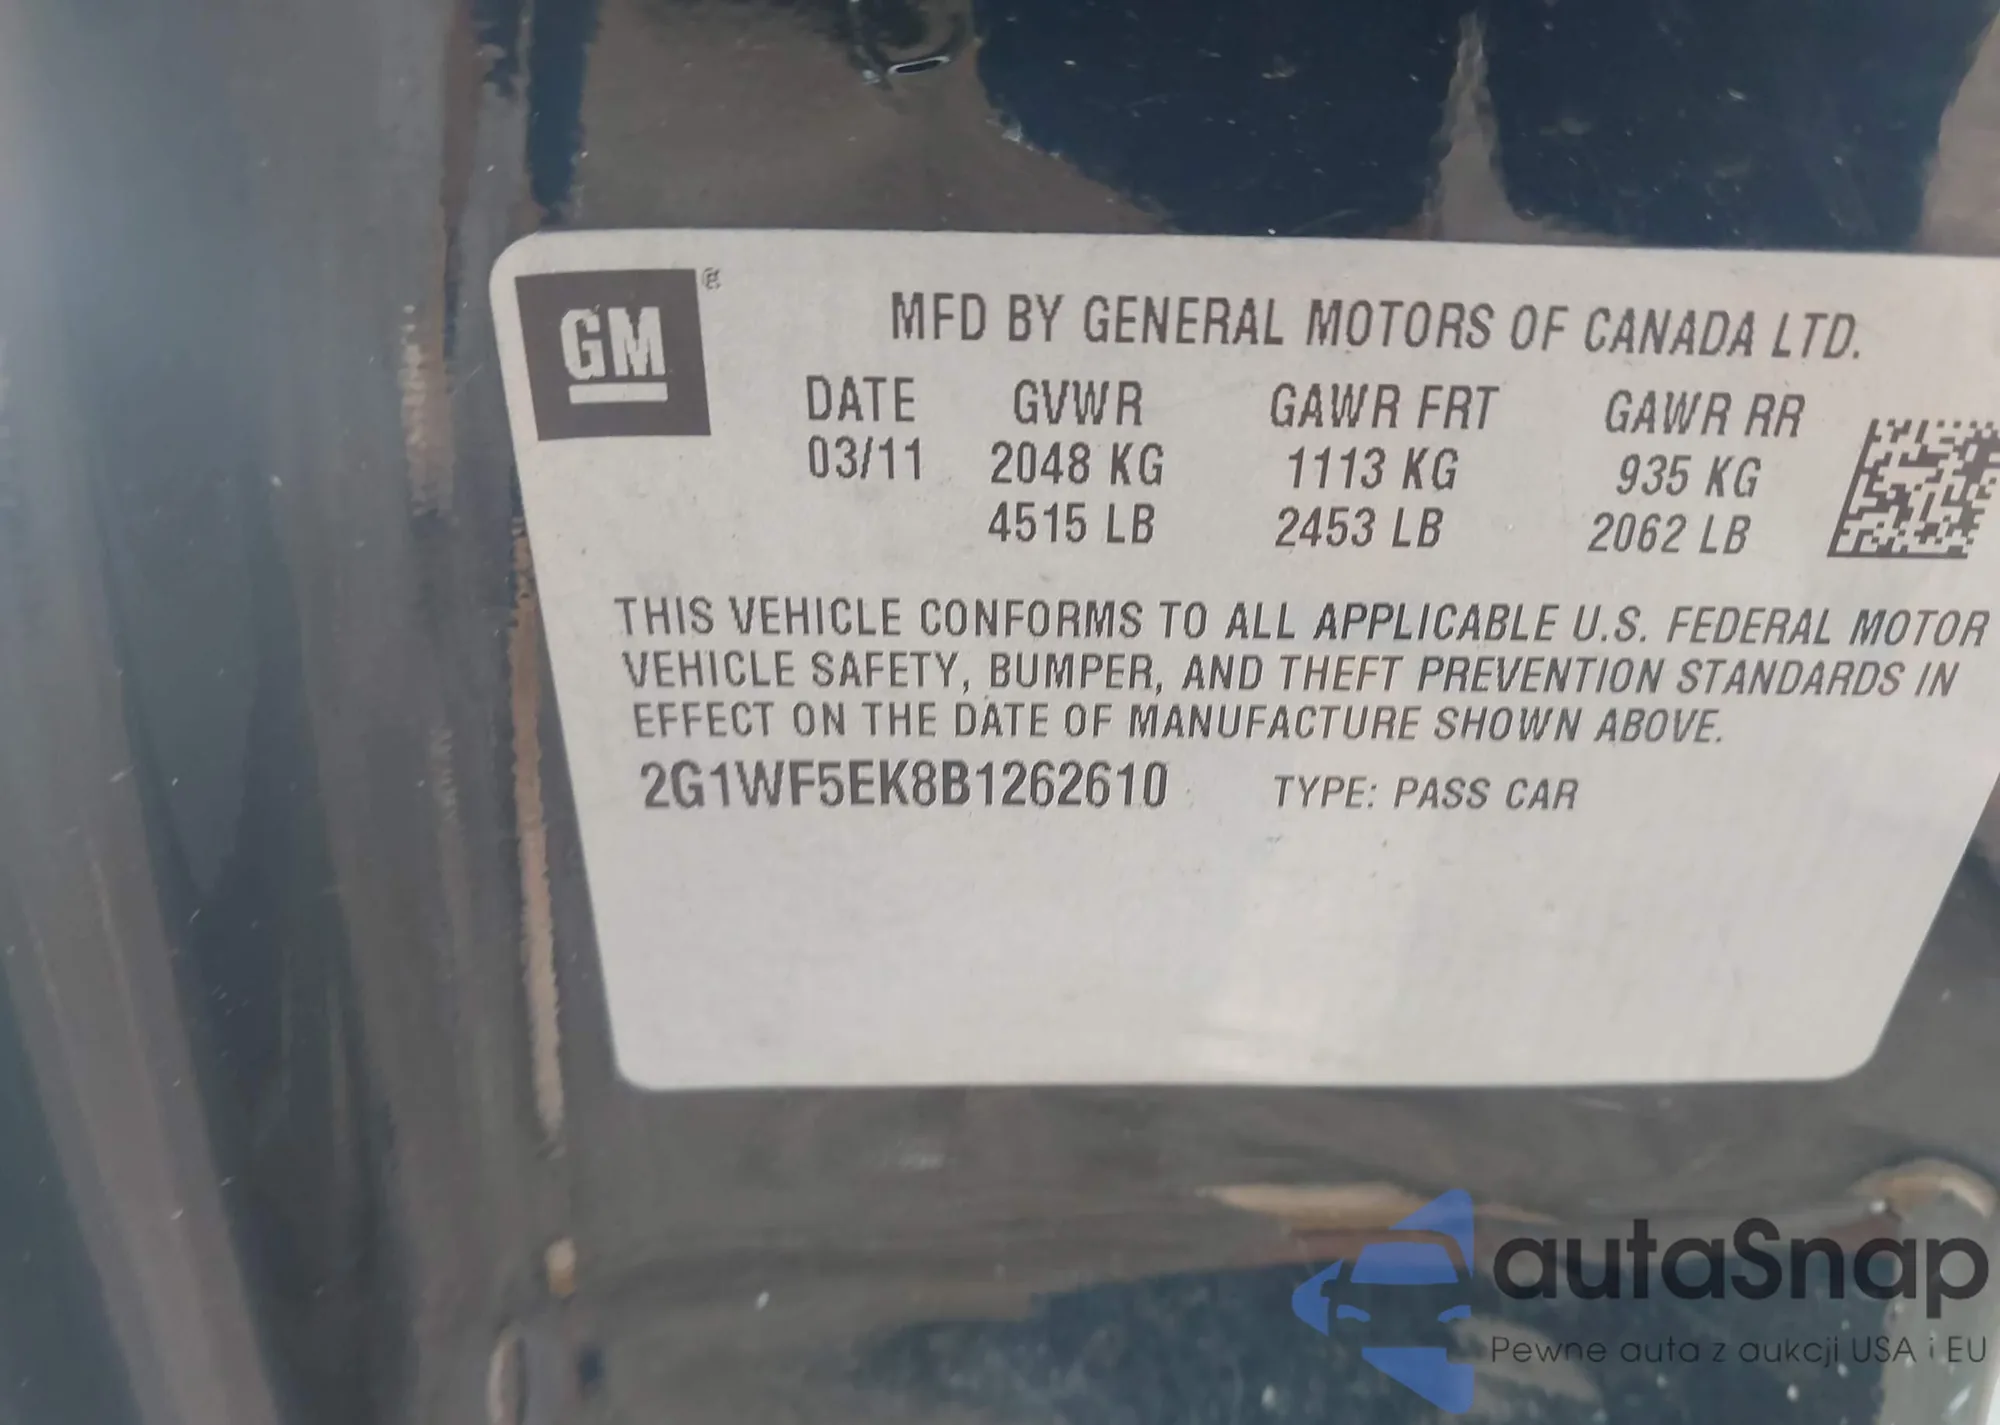 GM ®
MFD BY GENERAL MOTORS OF CANADA LTD.
DATE GVWR GAWR FRT GAWR RR
03/11 2048 KG 1113 KG 935 KG
4515 LB 2453 LB 2062 LB
THIS VEHICLE CONFORMS TO ALL APPLICABLE U.S. FEDERAL MOTOR
VEHICLE SAFETY, BUMPER, AND THEFT PREVENTION STANDARDS IN
EFFECT ON THE DATE OF MANUFACTURE SHOWN ABOVE.
2G1WF5EK8B1262610 TYPE: PASS CAR
autaSnap
Pewne auta z aukcji USA i EU